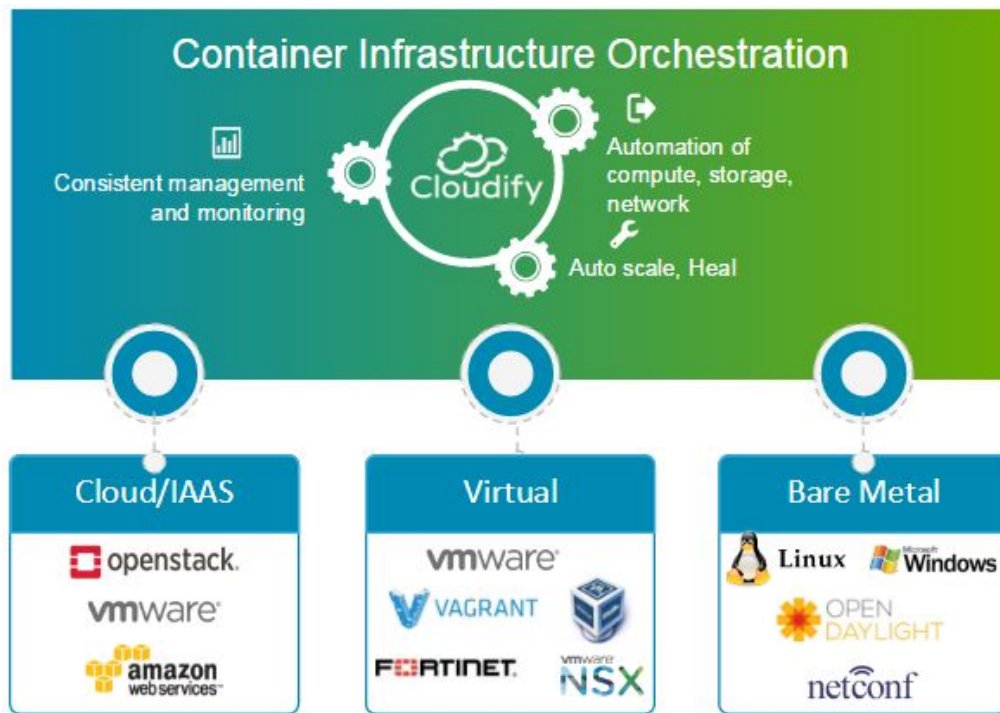 Container Infrastructure Orchestration
Consistent management
and monitoring
Cloudify
Automation of
compute, storage,
network
Auto scale, Heal
Cloud/IAAS
openstack.
vmware®
amazon
web services™
Virtual
vmware®
VAGRANT
FORTINET.
vmware
NSX
Bare Metal
Linux
Microsoft
Windows
OPEN
DAYLIGHT
netconf